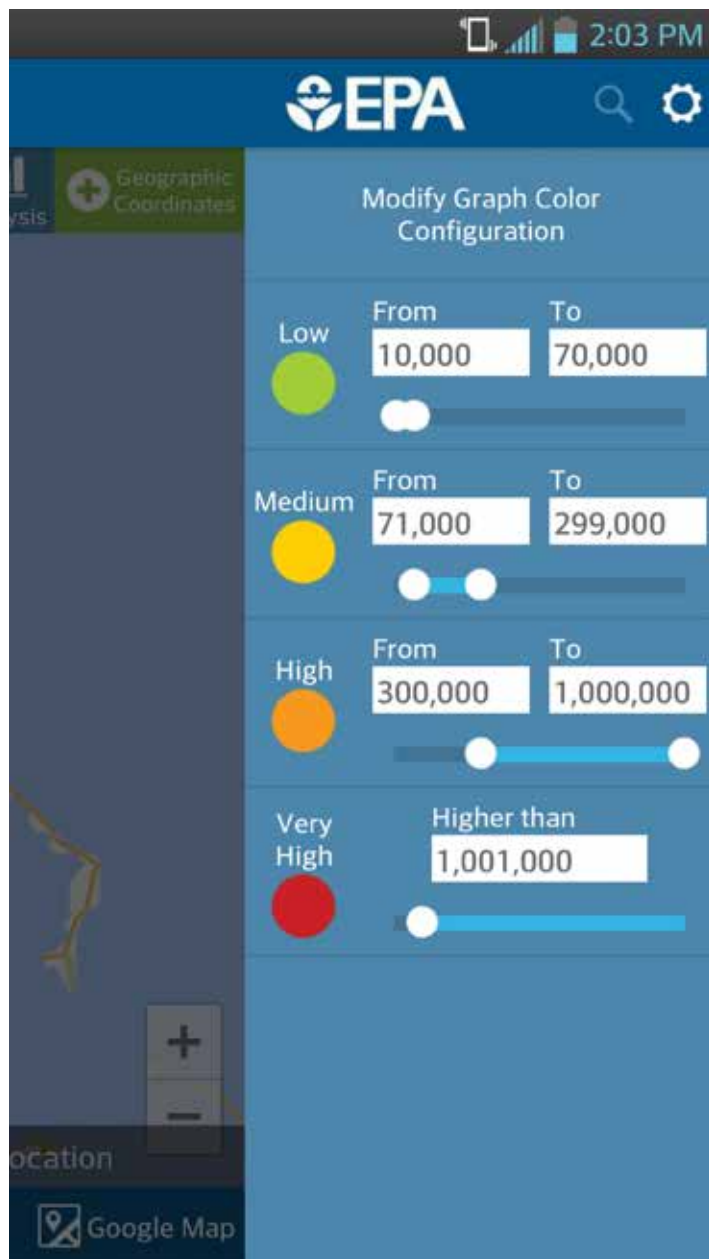 2:03 PM
EPA
ysis
Geographic
Coordinates
Modify Graph Color
Configuration
Low
From
To
10,000
70,000
Medium
From
To
71,000
299,000
High
From
To
300,000
1,000,000
Very
High
Higher than
1,001,000
+
−
ocation
Google Map